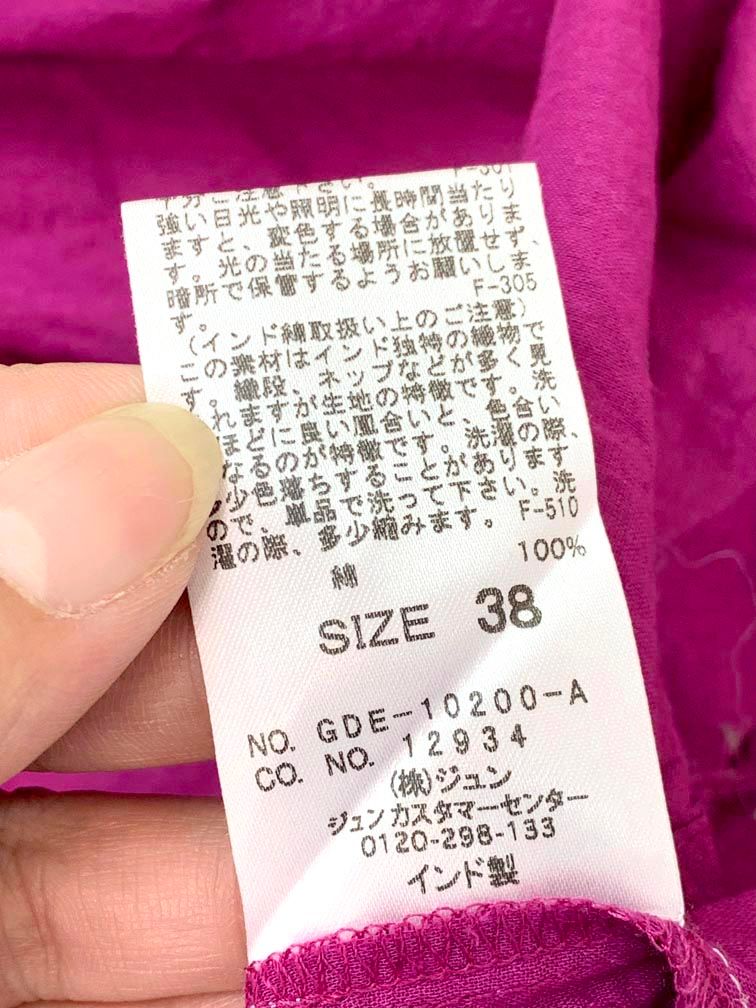 十分ご注意下さい。 F-301
強い日光や照明に長時間当たり
ますと、変色する場合がありま
す。光の当たる場所に放置せず、
暗所で保管するようお願いしま
す。 F-305
(インド綿取扱い上のご注意)
この素材はインド独特の織物で
す。織段、ネップなどが多く見
れますが生地の特徴です。洗
ほどに良い風合いと、色合い
なるのが特徴です。洗濯の際、
少色落ちすることがあります
ので、単品で洗って下さい。洗
濯の際、多少縮みます。 F-510
綿 100%
SIZE 38
NO. GDE-10200-A
CO. NO. 12934
(株)ジュン
ジュンカスタマーセンター
0120-298-133
インド製